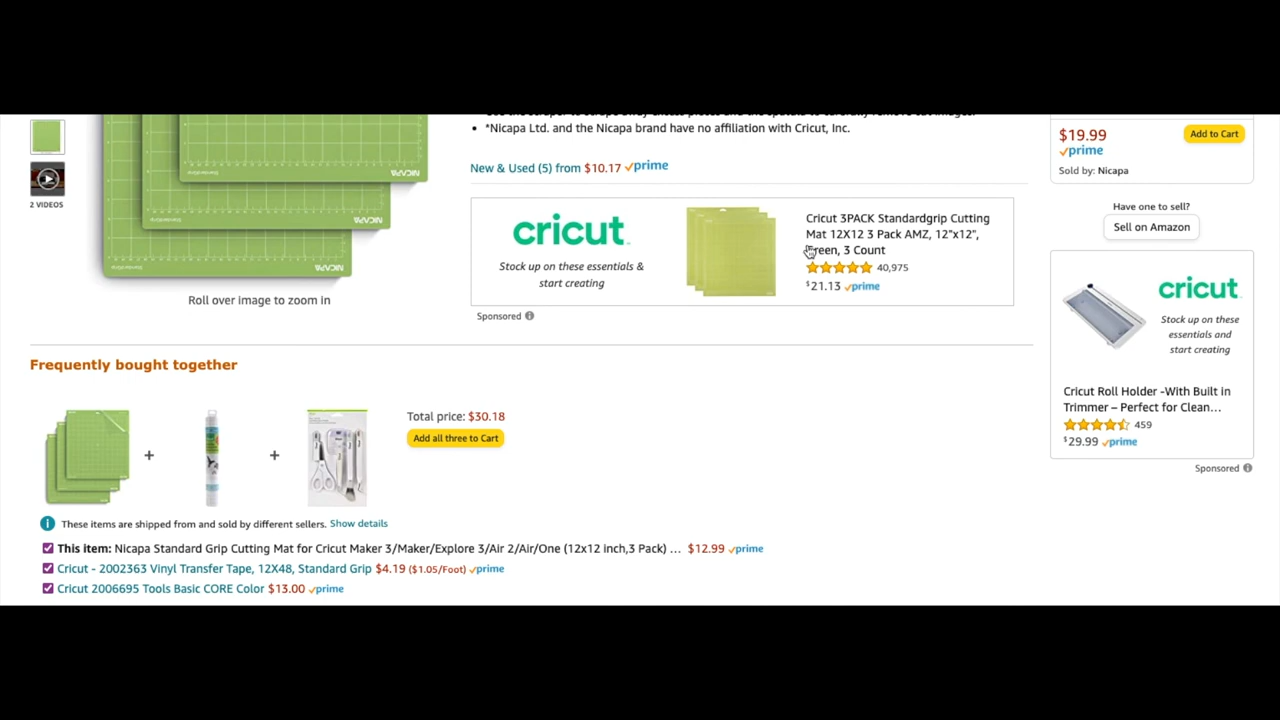 • *Nicapa Ltd. and the Nicapa brand have no affiliation with Cricut, Inc.
NICAPA
NICAPA
NICAPA
2 VIDEOS
Roll over image to zoom in
New & Used (5) from $10.17 prime
cricut
Stock up on these essentials &
start creating
Cricut 3PACK Standardgrip Cutting
Mat 12X12 3 Pack AMZ, 12"x12",
Green, 3 Count
40,975
$21.13 prime
Sponsored
$19.99
Add to Cart
prime
Sold by: Nicapa
Have one to sell?
Sell on Amazon
cricut
Stock up on these
essentials and
start creating
Cricut Roll Holder -With Built in
Trimmer – Perfect for Clean...
459
$29.99 prime
Sponsored
Frequently bought together
+
+
Total price: $30.18
Add all three to Cart
These items are shipped from and sold by different sellers. Show details
This item: Nicapa Standard Grip Cutting Mat for Cricut Maker 3/Maker/Explore 3/Air 2/Air/One (12x12 inch,3 Pack) ... $12.99 prime
Cricut - 2002363 Vinyl Transfer Tape, 12X48, Standard Grip $4.19 ($1.05/Foot) prime
Cricut 2006695 Tools Basic CORE Color $13.00 prime